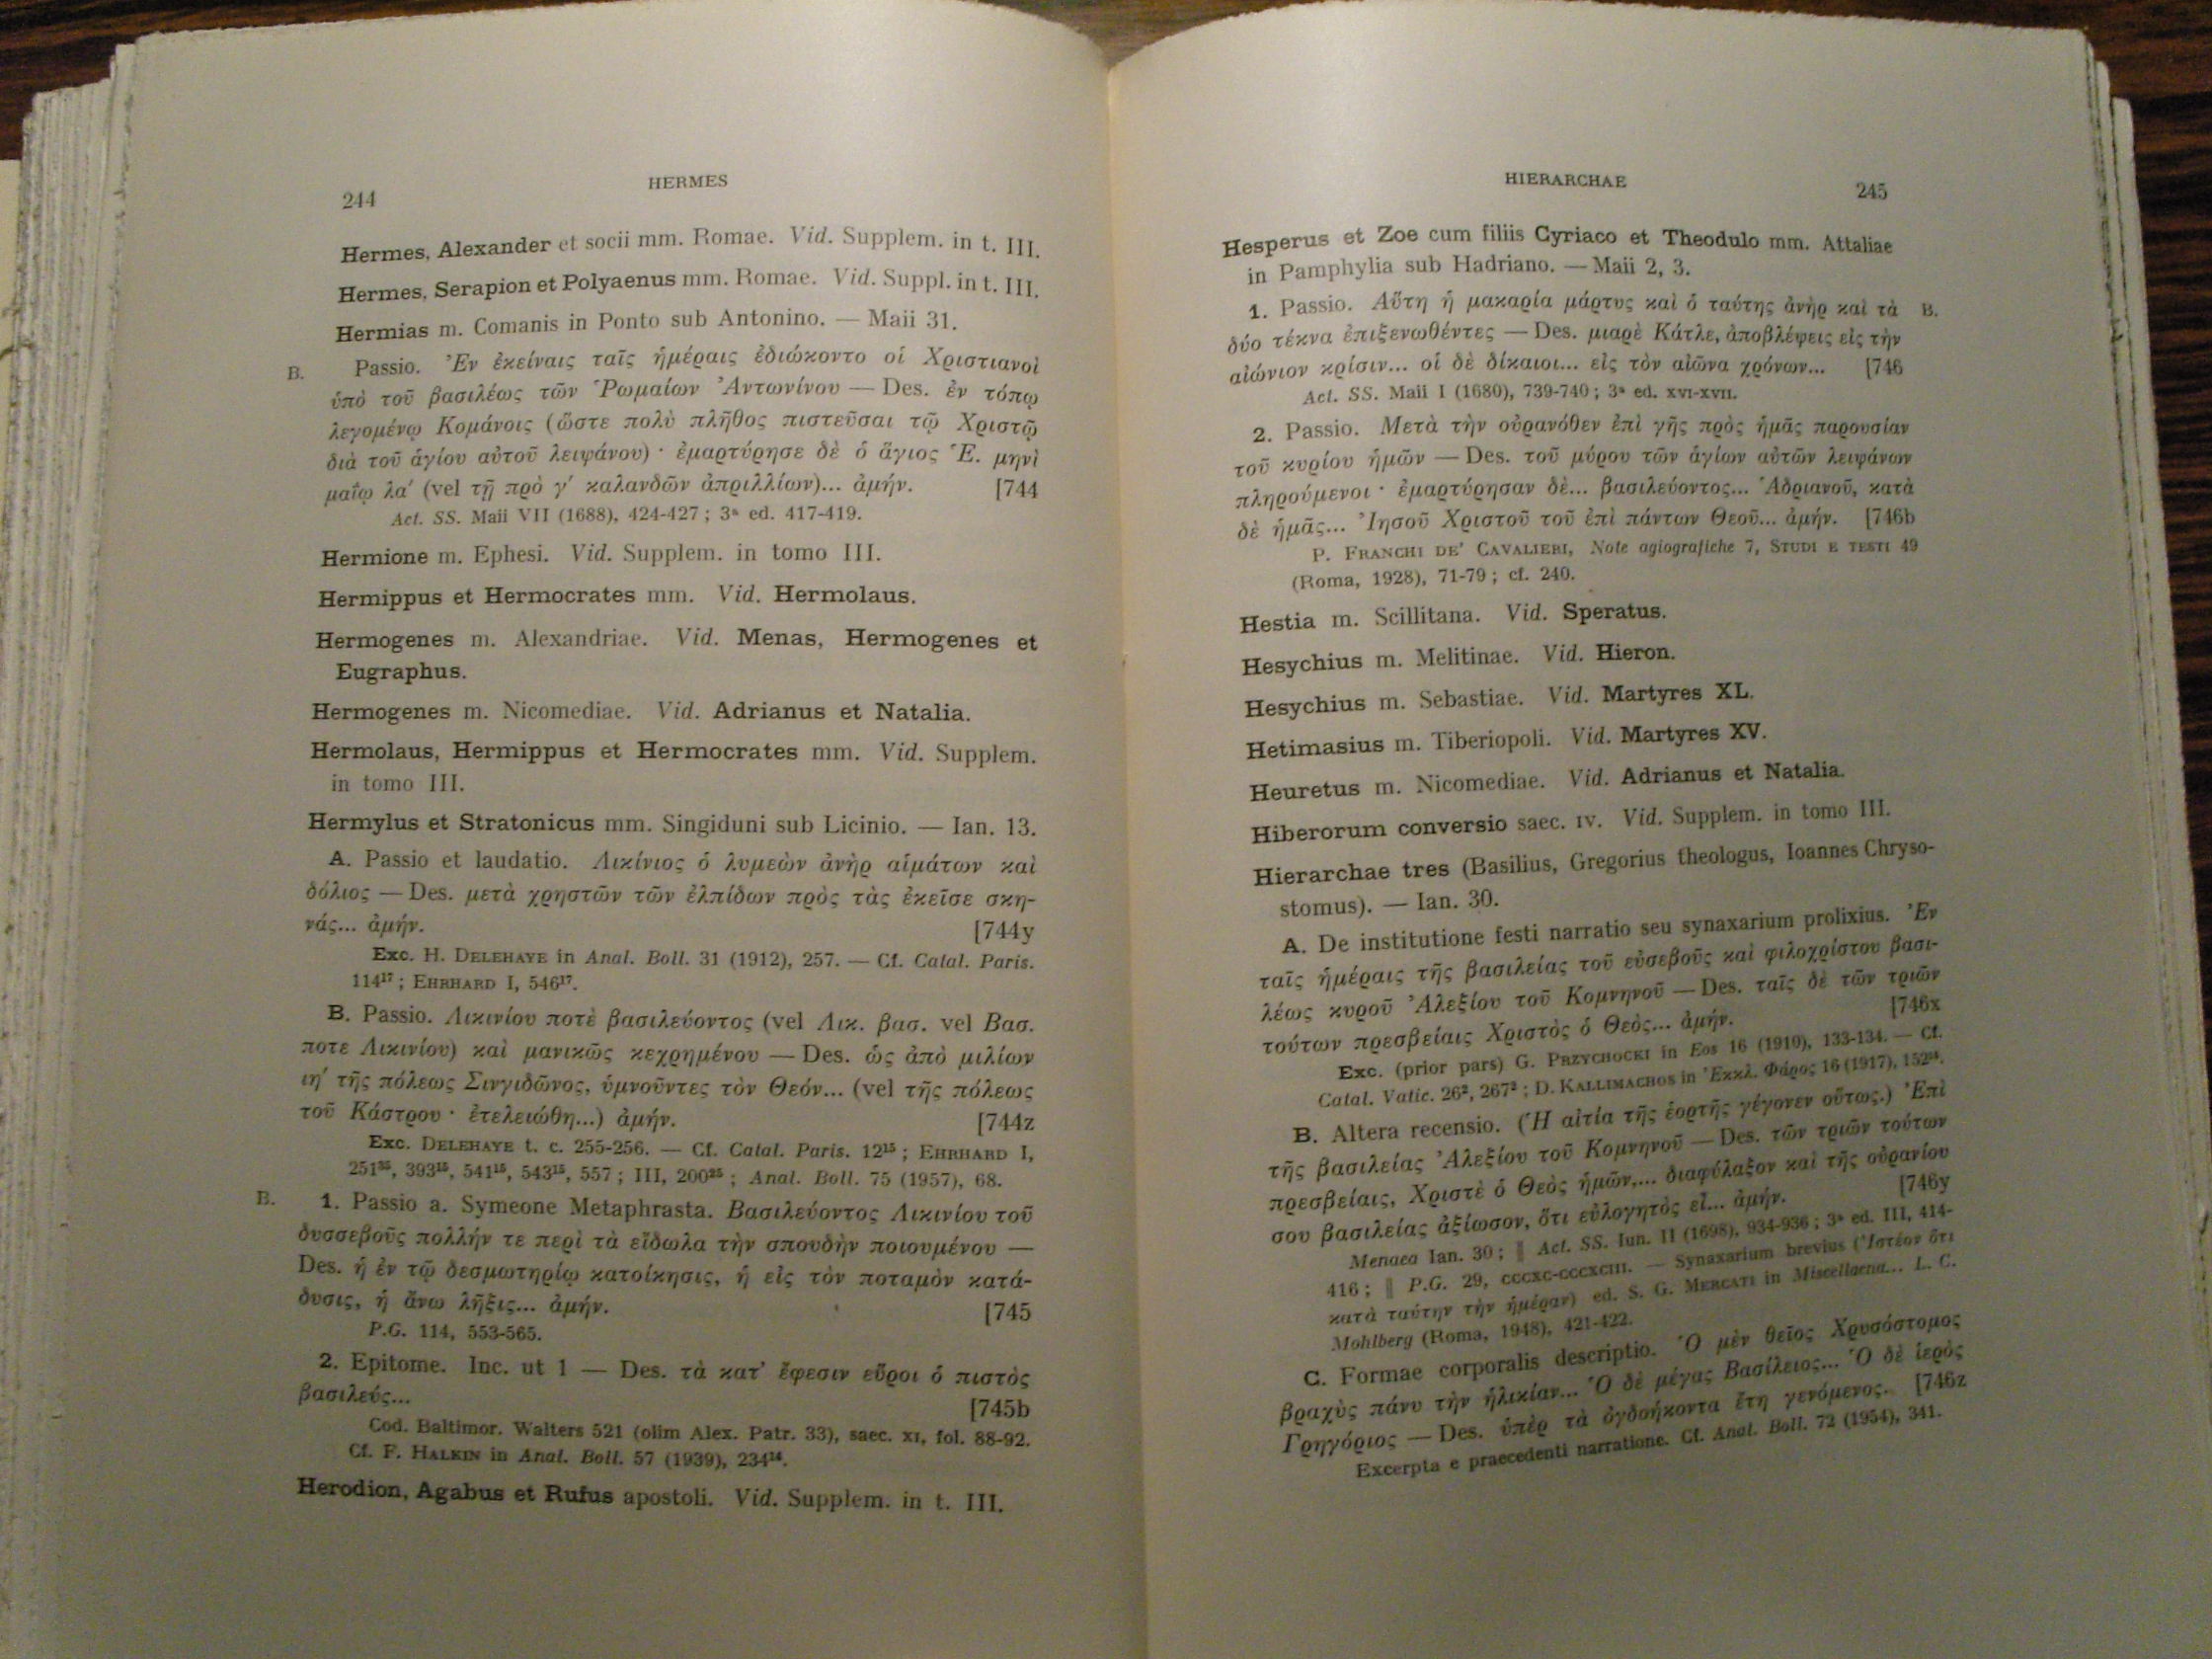 244
HERMES
Hermes, Alexander et socii mm. Romae. Vid. Supplem. in t. III.
Hermes, Serapion et Polyaenus mm. Romae. Vid. Suppl. in t. III.
Hermias m. Comanis in Ponto sub Antonino. — Maii 31.
B. Passio. Ἐν ἐκείναις ταῖς ἡμέραις ἐδιώκοντο οἱ Χριστιανοὶ
ὑπὸ τοῦ βασιλέως τῶν Ῥωμαίων Ἀντωνίνου — Des. ἐν τόπῳ
λεγομένῳ Κομάνοις (ὥστε πολὺ πλῆθος πιστεῦσαι τῷ Χριστῷ
διὰ τοῦ ἁγίου αὐτοῦ λειψάνου) · ἐμαρτύρησε δὲ ὁ ἅγιος Ἑ. μηνὶ
μαΐῳ λα′ (vel τῇ πρὸ γ′ καλανδῶν ἀπριλλίων)... ἀμήν. [744
Act. SS. Maii VII (1688), 424-427 ; 3ᵃ ed. 417-419.
Hermione m. Ephesi. Vid. Supplem. in tomo III.
Hermippus et Hermocrates mm. Vid. Hermolaus.
Hermogenes m. Alexandriae. Vid. Menas, Hermogenes et
Eugraphus.
Hermogenes m. Nicomediae. Vid. Adrianus et Natalia.
Hermolaus, Hermippus et Hermocrates mm. Vid. Supplem.
in tomo III.
Hermylus et Stratonicus mm. Singiduni sub Licinio. — Ian. 13.
A. Passio et laudatio. Λικίνιος ὁ λυμεὼν ἀνὴρ αἱμάτων καὶ
δόλιος — Des. μετὰ χρηστῶν τῶν ἐλπίδων πρὸς τὰς ἐκεῖσε σκη-
νάς... ἀμήν. [744y
Exc. H. DELEHAYE in Anal. Boll. 31 (1912), 257. — Cf. Catal. Paris.
114¹⁷ ; EHRHARD I, 546¹⁷.
B. Passio. Λικινίου ποτὲ βασιλεύοντος (vel Λικ. βασ. vel Βασ.
ποτε Λικινίου) καὶ μανικῶς κεχρημένου — Des. ὡς ἀπὸ μιλίων
ιη′ τῆς πόλεως Σινγιδῶνος, ὑμνοῦντες τὸν Θεόν... (vel τῆς πόλεως
τοῦ Κάστρου · ἐτελειώθη...) ἀμήν. [744z
Exc. DELEHAYE t. c. 255-256. — Cf. Catal. Paris. 12¹⁵ ; EHRHARD I,
251³⁵, 393¹⁵, 541¹⁵, 543¹⁵, 557 ; III, 200²⁵ ; Anal. Boll. 75 (1957), 68.
B. 1. Passio a. Symeone Metaphrasta. Βασιλεύοντος Λικινίου τοῦ
δυσσεβοῦς πολλήν τε περὶ τὰ εἴδωλα τὴν σπουδὴν ποιουμένου —
Des. ἡ ἐν τῷ δεσμωτηρίῳ κατοίκησις, ἡ εἰς τὸν ποταμὸν κατά-
δυσις, ἡ ἄνω λῆξις... ἀμήν. [745
P.G. 114, 553-565.
2. Epitome. Inc. ut 1 — Des. τὰ κατ’ ἔφεσιν εὕροι ὁ πιστὸς
βασιλεύς... [745b
Cod. Baltimor. Walters 521 (olim Alex. Patr. 33), saec. XI, fol. 88-92.
Cf. F. HALKIN in Anal. Boll. 57 (1939), 234¹⁴.
Herodion, Agabus et Rufus apostoli. Vid. Supplem. in t. III.
HIERARCHAE
245
Hesperus et Zoe cum filiis Cyriaco et Theodulo mm. Attaliae
in Pamphylia sub Hadriano. — Maii 2, 3.
1. Passio. Αὕτη ἡ μακαρία μάρτυς καὶ ὁ ταύτης ἀνὴρ καὶ τὰ B.
δύο τέκνα ἐπιξενωθέντες — Des. μιαρὲ Κάτλε, ἀποβλέψεις εἰς τὴν
αἰώνιον κρίσιν... οἱ δὲ δίκαιοι... εἰς τὸν αἰῶνα χρόνων... [746
Act. SS. Maii I (1680), 739-740 ; 3ᵃ ed. XVI-XVII.
2. Passio. Μετὰ τὴν οὐρανόθεν ἐπὶ γῆς πρὸς ἡμᾶς παρουσίαν
τοῦ κυρίου ἡμῶν — Des. τοῦ μύρου τῶν ἁγίων αὐτῶν λειψάνων
πληρούμενοι · ἐμαρτύρησαν δὲ... βασιλεύοντος... Ἀδριανοῦ, κατὰ
δὲ ἡμᾶς... Ἰησοῦ Χριστοῦ τοῦ ἐπὶ πάντων Θεοῦ... ἀμήν. [746b
P. FRANCHI DE’ CAVALIERI, Note agiografiche 7, STUDI E TESTI 49
(Roma, 1928), 71-79 ; cf. 240.
Hestia m. Scillitana. Vid. Speratus.
Hesychius m. Melitinae. Vid. Hieron.
Hesychius m. Sebastiae. Vid. Martyres XL.
Hetimasius m. Tiberiopoli. Vid. Martyres XV.
Heuretus m. Nicomediae. Vid. Adrianus et Natalia.
Hiberorum conversio saec. IV. Vid. Supplem. in tomo III.
Hierarchae tres (Basilius, Gregorius theologus, Ioannes Chryso-
stomus). — Ian. 30.
A. De institutione festi narratio seu synaxarium prolixius. Ἐν
ταῖς ἡμέραις τῆς βασιλείας τοῦ εὐσεβοῦς καὶ φιλοχρίστου βασι-
λέως κυροῦ Ἀλεξίου τοῦ Κομνηνοῦ — Des. ταῖς δὲ τῶν τριῶν
τούτων πρεσβείαις Χριστὸς ὁ Θεὸς... ἀμήν. [746x
Exc. (prior pars) G. PRZYCHOCKI in Eos 16 (1910), 133-134. — Cf.
Catal. Vatic. 26², 267² ; D. KALLIMACHOS in Ἐκκλ. Φάρος 16 (1917), 152²⁴.
B. Altera recensio. (Ἡ αἰτία τῆς ἑορτῆς γέγονεν οὕτως.) Ἐπὶ
τῆς βασιλείας Ἀλεξίου τοῦ Κομνηνοῦ — Des. τῶν τριῶν τούτων
πρεσβείαις, Χριστὲ ὁ Θεὸς ἡμῶν,... διαφύλαξον καὶ τῆς οὐρανίου
σου βασιλείας ἀξίωσον, ὅτι εὐλογητὸς εἶ... ἀμήν. [746y
Menaea Ian. 30 ; ‖ Act. SS. Iun. II (1698), 934-936 ; 3ᵃ ed. III, 414-
416 ; ‖ P.G. 29, CCCXC-CCCXCIII. — Synaxarium brevius (Ἰστέον ὅτι
κατὰ ταύτην τὴν ἡμέραν) ed. S. G. MERCATI in Miscellanea... L. C.
Mohlberg (Roma, 1948), 421-422.
C. Formae corporalis descriptio. Ὁ μὲν θεῖος Χρυσόστομος
βραχὺς πάνυ τὴν ἡλικίαν... Ὁ δὲ μέγας Βασίλειος... Ὁ δὲ ἱερὸς
Γρηγόριος — Des. ὑπὲρ τὰ ὀγδοήκοντα ἔτη γενόμενος. [746z
Excerpta e praecedenti narratione. Cf. Anal. Boll. 72 (1954), 341.